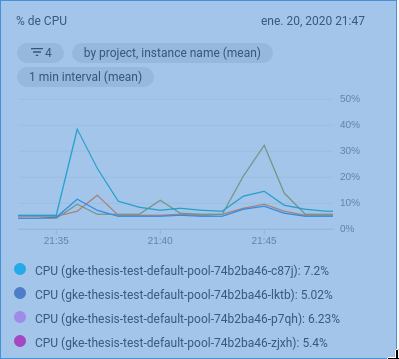 % de CPU ene. 20, 2020 21:47
4 by project, instance name (mean)
1 min interval (mean)
50%
40%
30%
20%
10%
0%
21:35 21:40 21:45
CPU (gke-thesis-test-default-pool-74b2ba46-c87j): 7.2%
CPU (gke-thesis-test-default-pool-74b2ba46-lktb): 5.02%
CPU (gke-thesis-test-default-pool-74b2ba46-p7qh): 6.23%
CPU (gke-thesis-test-default-pool-74b2ba46-zjxh): 5.4%